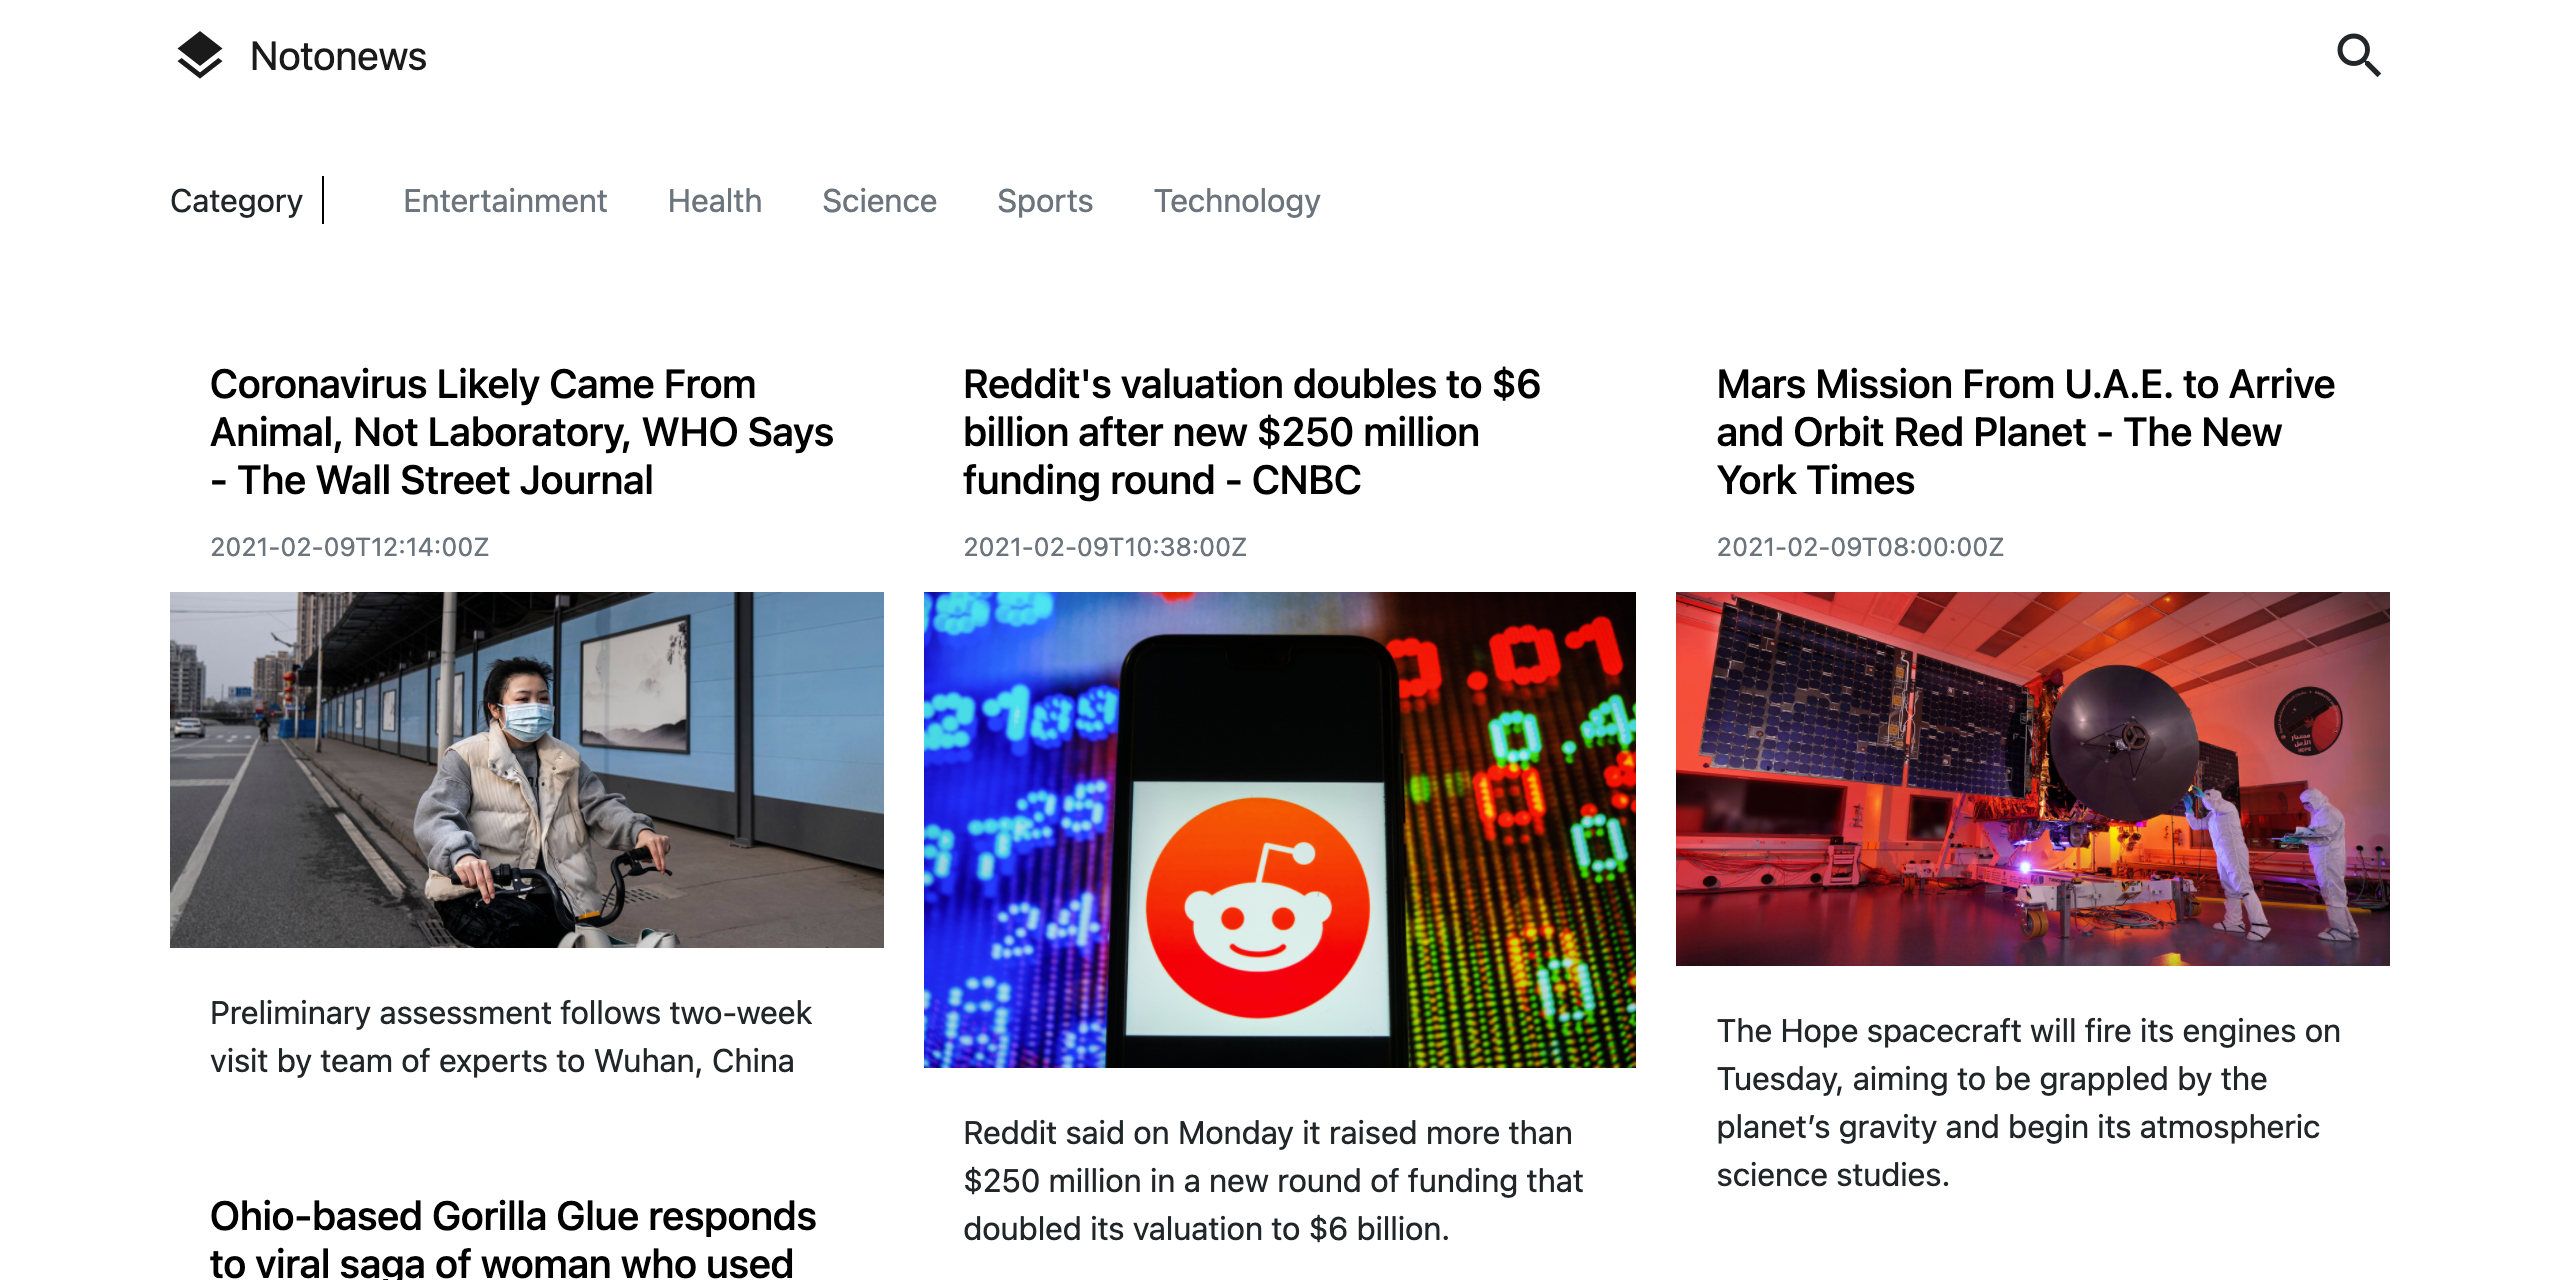 Notonews
Category
Entertainment
Health
Science
Sports
Technology
Coronavirus Likely Came From
Animal, Not Laboratory, WHO Says
- The Wall Street Journal
2021-02-09T12:14:00Z
Preliminary assessment follows two-week
visit by team of experts to Wuhan, China
Ohio-based Gorilla Glue responds
to viral saga of woman who used
Reddit's valuation doubles to $6
billion after new $250 million
funding round - CNBC
2021-02-09T10:38:00Z
Reddit said on Monday it raised more than
$250 million in a new round of funding that
doubled its valuation to $6 billion.
Mars Mission From U.A.E. to Arrive
and Orbit Red Planet - The New
York Times
2021-02-09T08:00:00Z
The Hope spacecraft will fire its engines on
Tuesday, aiming to be grappled by the
planet’s gravity and begin its atmospheric
science studies.